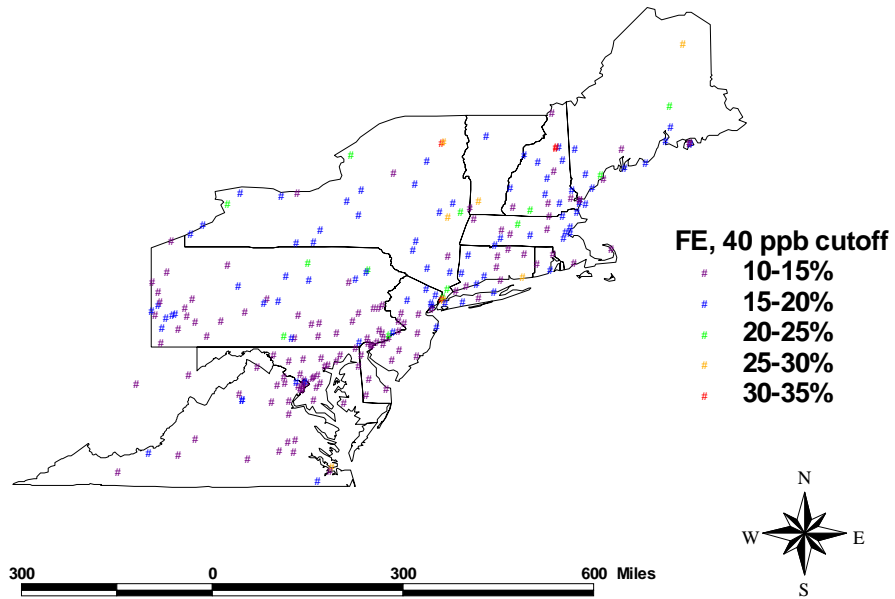 FE, 40 ppb cutoff
# 10-15%
# 15-20%
# 20-25%
# 25-30%
# 30-35%
N
W E
S
300 0 300 600 Miles